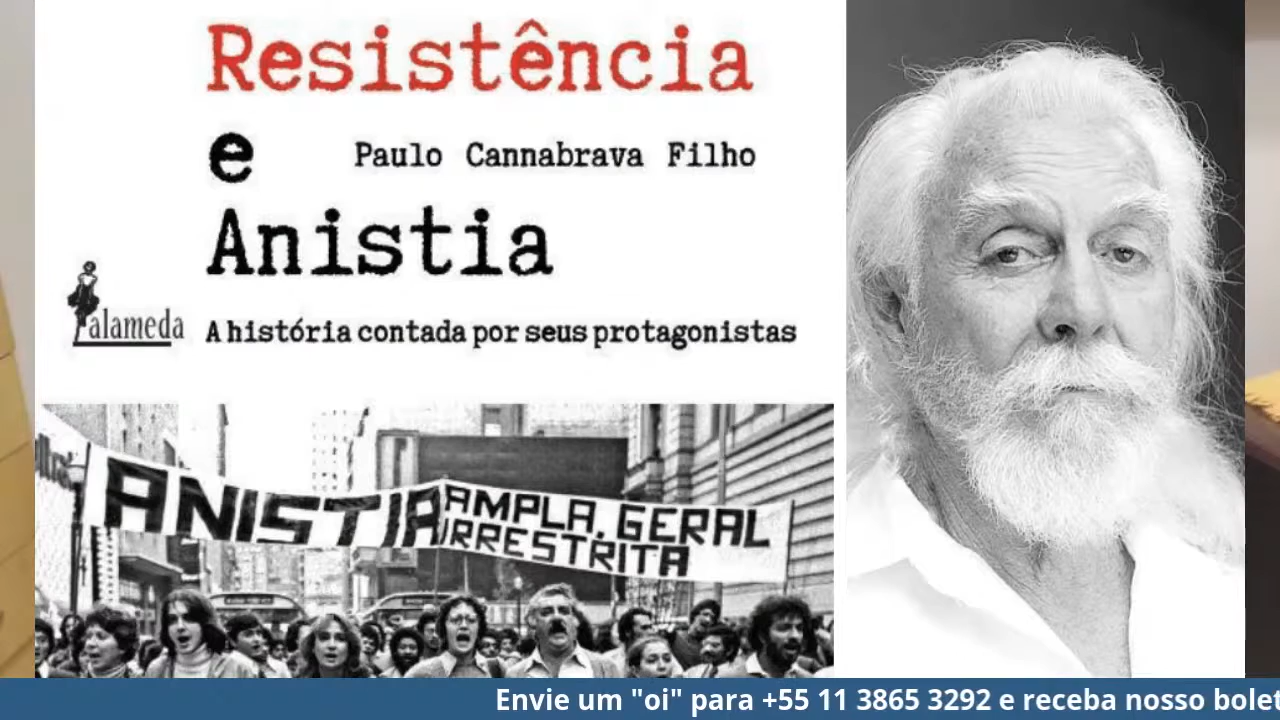 Resistência
e
Paulo Cannabrava Filho
Anistia
alameda
A história contada por seus protagonistas
ANISTIA AMPLA, GERAL
IRRESTRITA
Envie um "oi" para +55 11 3865 3292 e receba nosso bolet